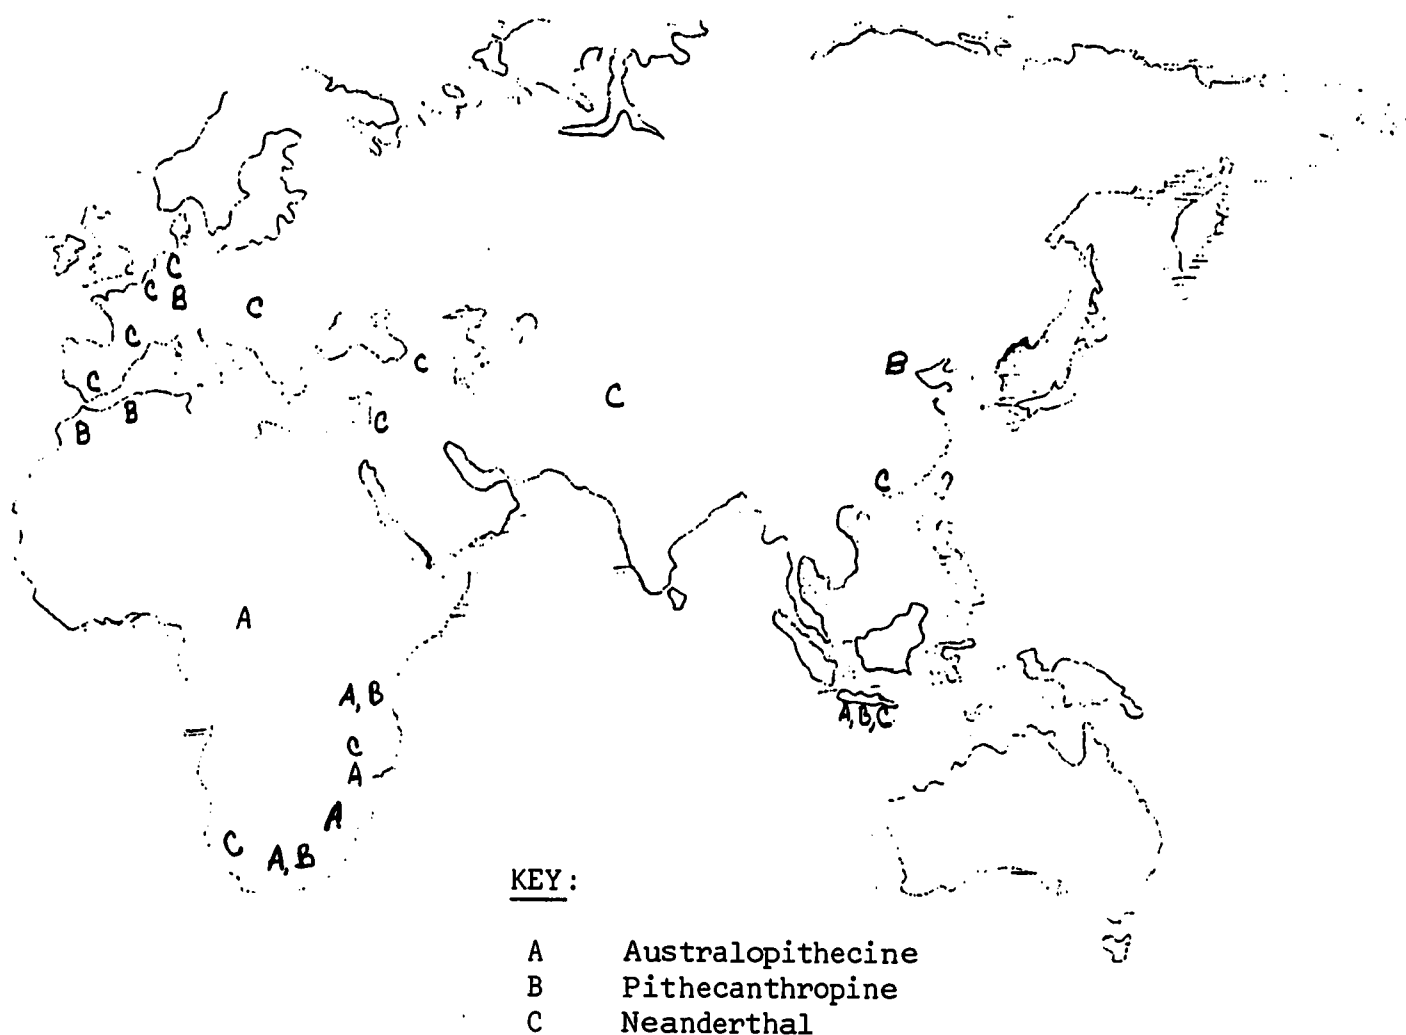 C
C B C
C
C
C
B
C
B
B
C
C
A
A, B
A, B, C
C
A
A
C
A, B
KEY:
A Australopithecine
B Pithecanthropine
C Neanderthal